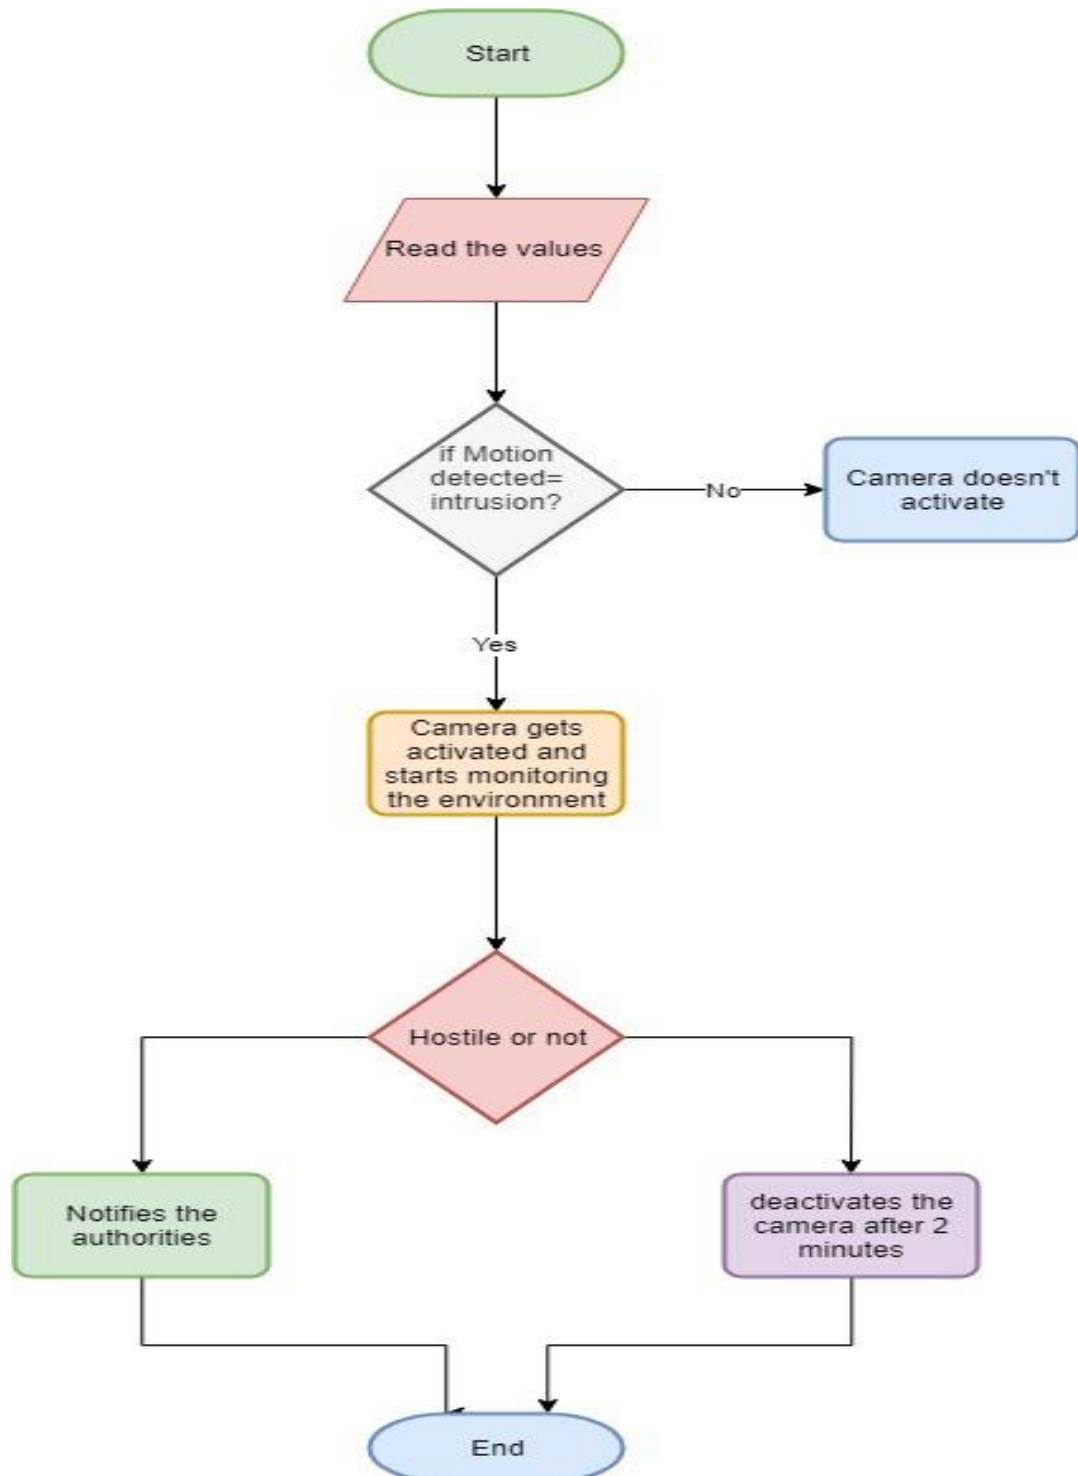 Start
Read the values
if Motion
detected=
intrusion?
No
Camera doesn't
activate
Yes
Camera gets
activated and
starts monitoring
the environment
Hostile or not
Notifies the
authorities
deactivates the
camera after 2
minutes
End